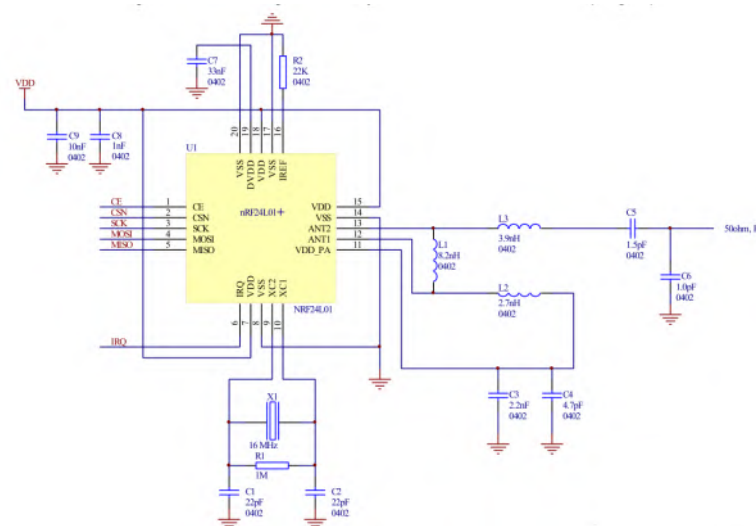 C7
33nF
0402
R2
22K
0402
VDD
C9
10nF
0402
C8
1nF
0402
20
19
18
17
16
U1
VSS
DVDD
VDD
VSS
IREF
CE
CSN
SCK
MOSI
MISO
1
2
3
4
5
CE
CSN
SCK
MOSI
MISO
nRF24L01+
VDD
VSS
ANT2
ANT1
VDD_PA
15
14
13
12
11
IRQ
VDD
VSS
XC2
XC1
NRF24L01
6
7
8
9
10
IRQ
L3
3.9nH
0402
L1
8.2nH
0402
L2
2.7nH
0402
C5
1.5pF
0402
50ohm,
C6
1.0pF
0402
C3
2.2nF
0402
C4
4.7pF
0402
X1
16 MHz
R1
1M
C1
22pF
0402
C2
22pF
0402